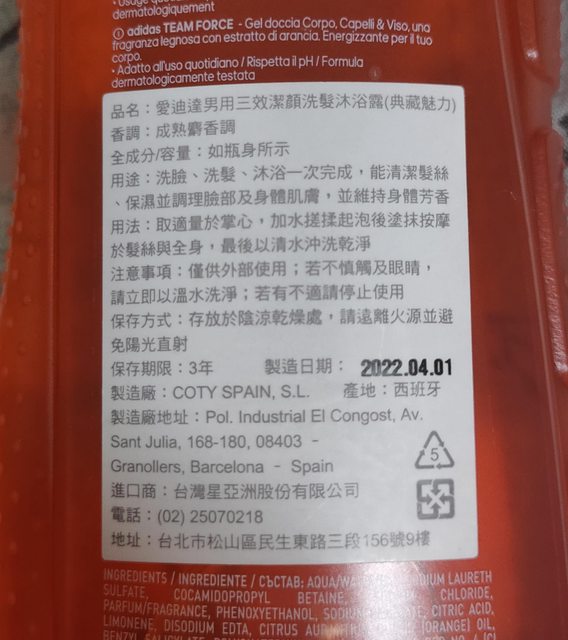 dermatologiquement
ⓘ adidas TEAM FORCE - Gel doccia Corpo, Capelli & Viso, una
fragranza legnosa con estratto di arancia. Energizzante per il tuo
corpo.
• Adatto all'uso quotidiano / Rispetta il pH / Formula
dermatologicamente testata
品名：愛迪達男用三效潔顏洗髮沐浴露(典藏魅力)
香調：成熟麝香調
全成分/容量：如瓶身所示
用途：洗臉、洗髮、沐浴一次完成，能清潔髮絲
、保濕並調理臉部及身體肌膚，並維持身體芳香
用法：取適量於掌心，加水搓揉起泡後塗抹按摩
於髮絲與全身，最後以清水沖洗乾淨
注意事項：僅供外部使用；若不慎觸及眼睛，
請立即以溫水洗淨；若有不適請停止使用
保存方式：存放於陰涼乾燥處，請遠離火源並避
免陽光直射
保存期限：3年 製造日期： 2022.04.01
製造廠：COTY SPAIN, S.L. 產地：西班牙
製造廠地址：Pol. Industrial El Congost, Av.
Sant Julia, 168-180, 08403 -
Granollers, Barcelona - Spain
5
進口商：台灣星亞洲股份有限公司
電話：(02) 25070218
地址：台北市松山區民生東路三段156號9樓
INGREDIENTS / INGREDIENTE / СЪСТАВ: AQUA/WA LAURETH
SULFATE, COCAMIDOPROPYL BETAINE, CHLORIDE,
PARFUM/FRAGRANCE, PHENOXYETHANOL, CITRIC ACID,
LIMONENE, DISODIUM EDTA, CITRUS (ORANGE) OIL,